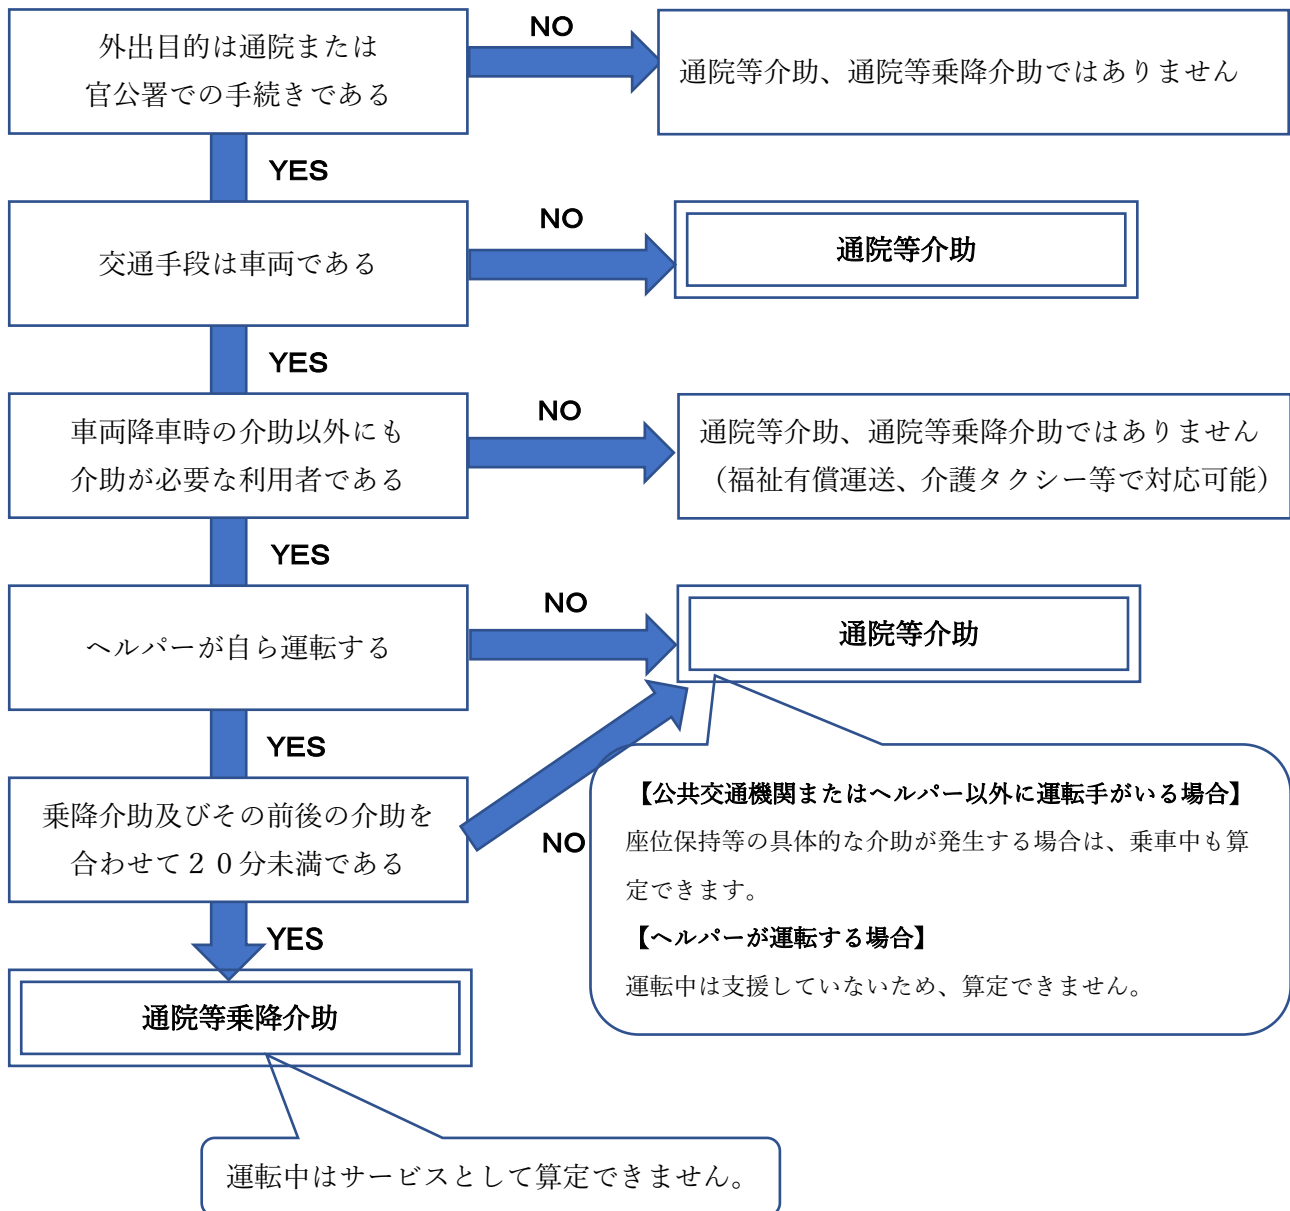 外出目的は通院または
官公署での手続きである
NO
通院等介助、通院等乗降介助ではありません
YES
交通手段は車両である
NO
通院等介助
YES
車両降車時の介助以外にも
介助が必要な利用者である
NO
通院等介助、通院等乗降介助ではありません
（福祉有償運送、介護タクシー等で対応可能）
YES
ヘルパーが自ら運転する
NO
通院等介助
YES
乗降介助及びその前後の介助を
合わせて２０分未満である
NO
【公共交通機関またはヘルパー以外に運転手がいる場合】
座位保持等の具体的な介助が発生する場合は、乗車中も算
定できます。
【ヘルパーが運転する場合】
運転中は支援していないため、算定できません。
YES
通院等乗降介助
運転中はサービスとして算定できません。